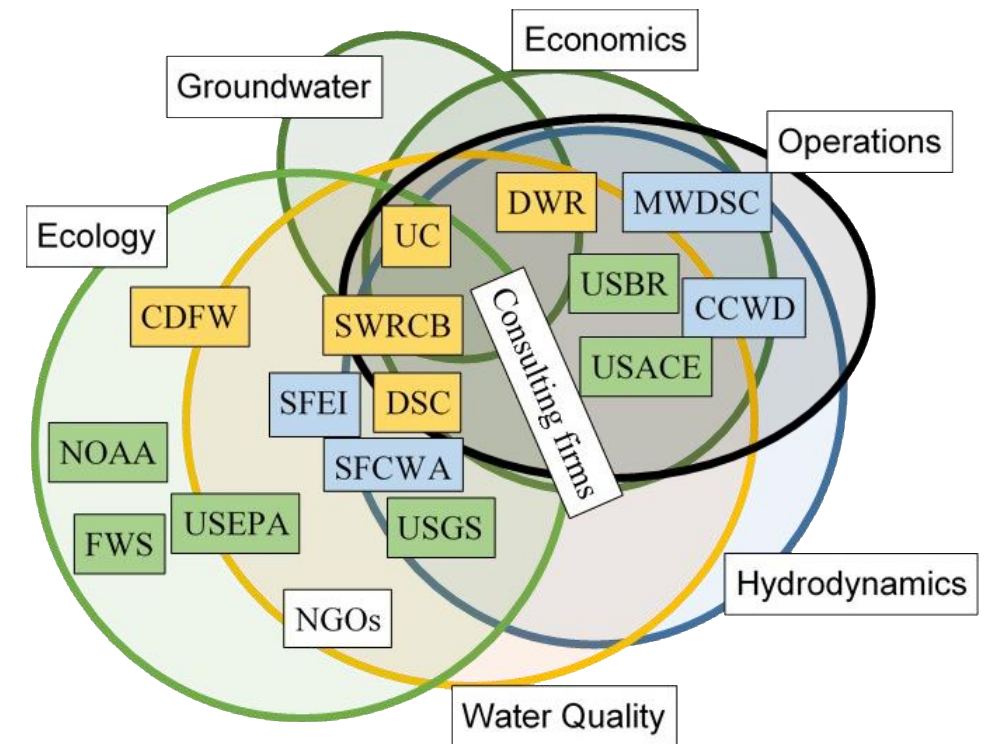 Economics
Groundwater
Operations
DWR
MWDSC
UC
Ecology
USBR
CDFW
SWRCB
CCWD
Consulting firms
USACE
SFEI
DSC
NOAA
SFCWA
USEPA
USGS
FWS
Hydrodynamics
NGOs
Water Quality